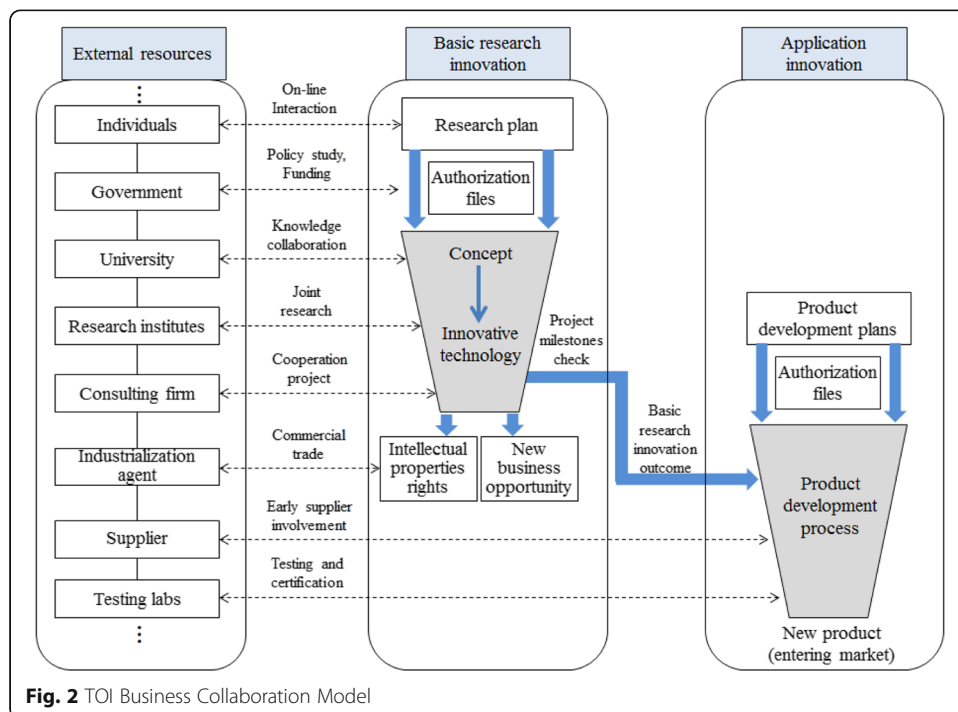 External resources
Basic research
innovation
Application
innovation
On-line
Interaction
Individuals
Research plan
Policy study,
Funding
Government
Authorization
files
Knowledge
collaboration
University
Concept
Joint
research
Research institutes
Innovative
technology
Project
milestones
check
Product
development plans
Cooperation
project
Consulting firm
Authorization
files
Commercial
trade
Industrialization
agent
Intellectual
properties
rights
New
business
opportunity
Basic
research
innovation
outcome
Product
development
process
Early supplier
involvement
Supplier
Testing and
certification
Testing labs
New product
(entering market)
Fig. 2 TOI Business Collaboration Model